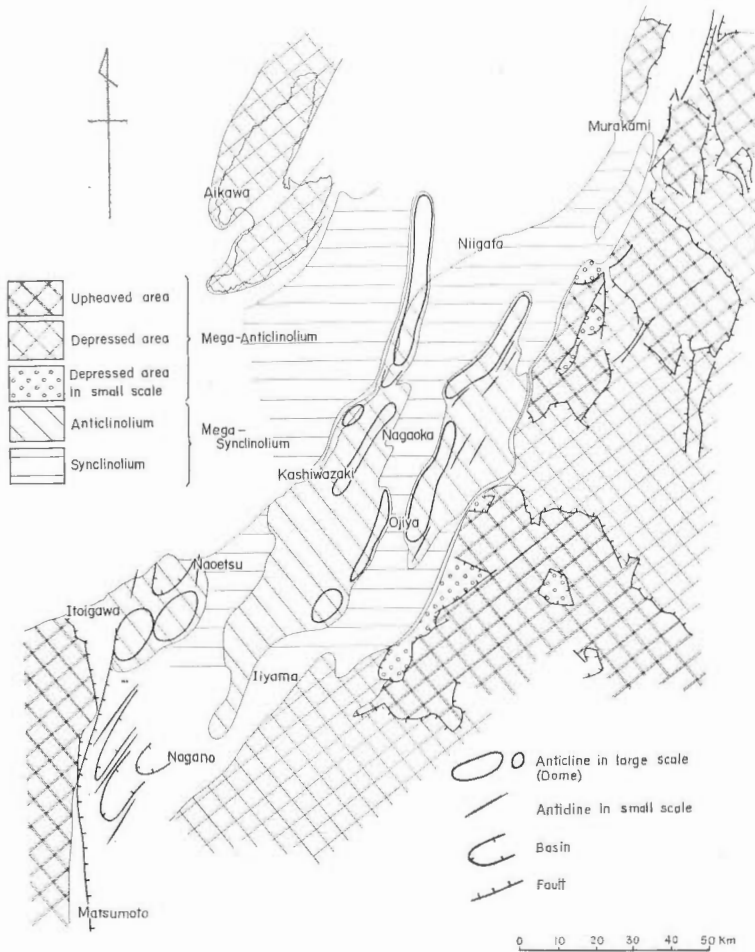 Murakami
Aikawa
Niigata
Upheaved area
Depressed area
Mega-Anticlinolium
Depressed area
in small scale
Anticlinolium
Mega-
Synclinolium
Synclinolium
Nagaoka
Kashiwazaki
Ojiya
Naoetsu
Itoigawa
Iiyama
Nagano
Anticline in large scale
(Dome)
Anticline in small scale
Basin
Fault
Matsumoto
0 10 20 30 40 50 Km